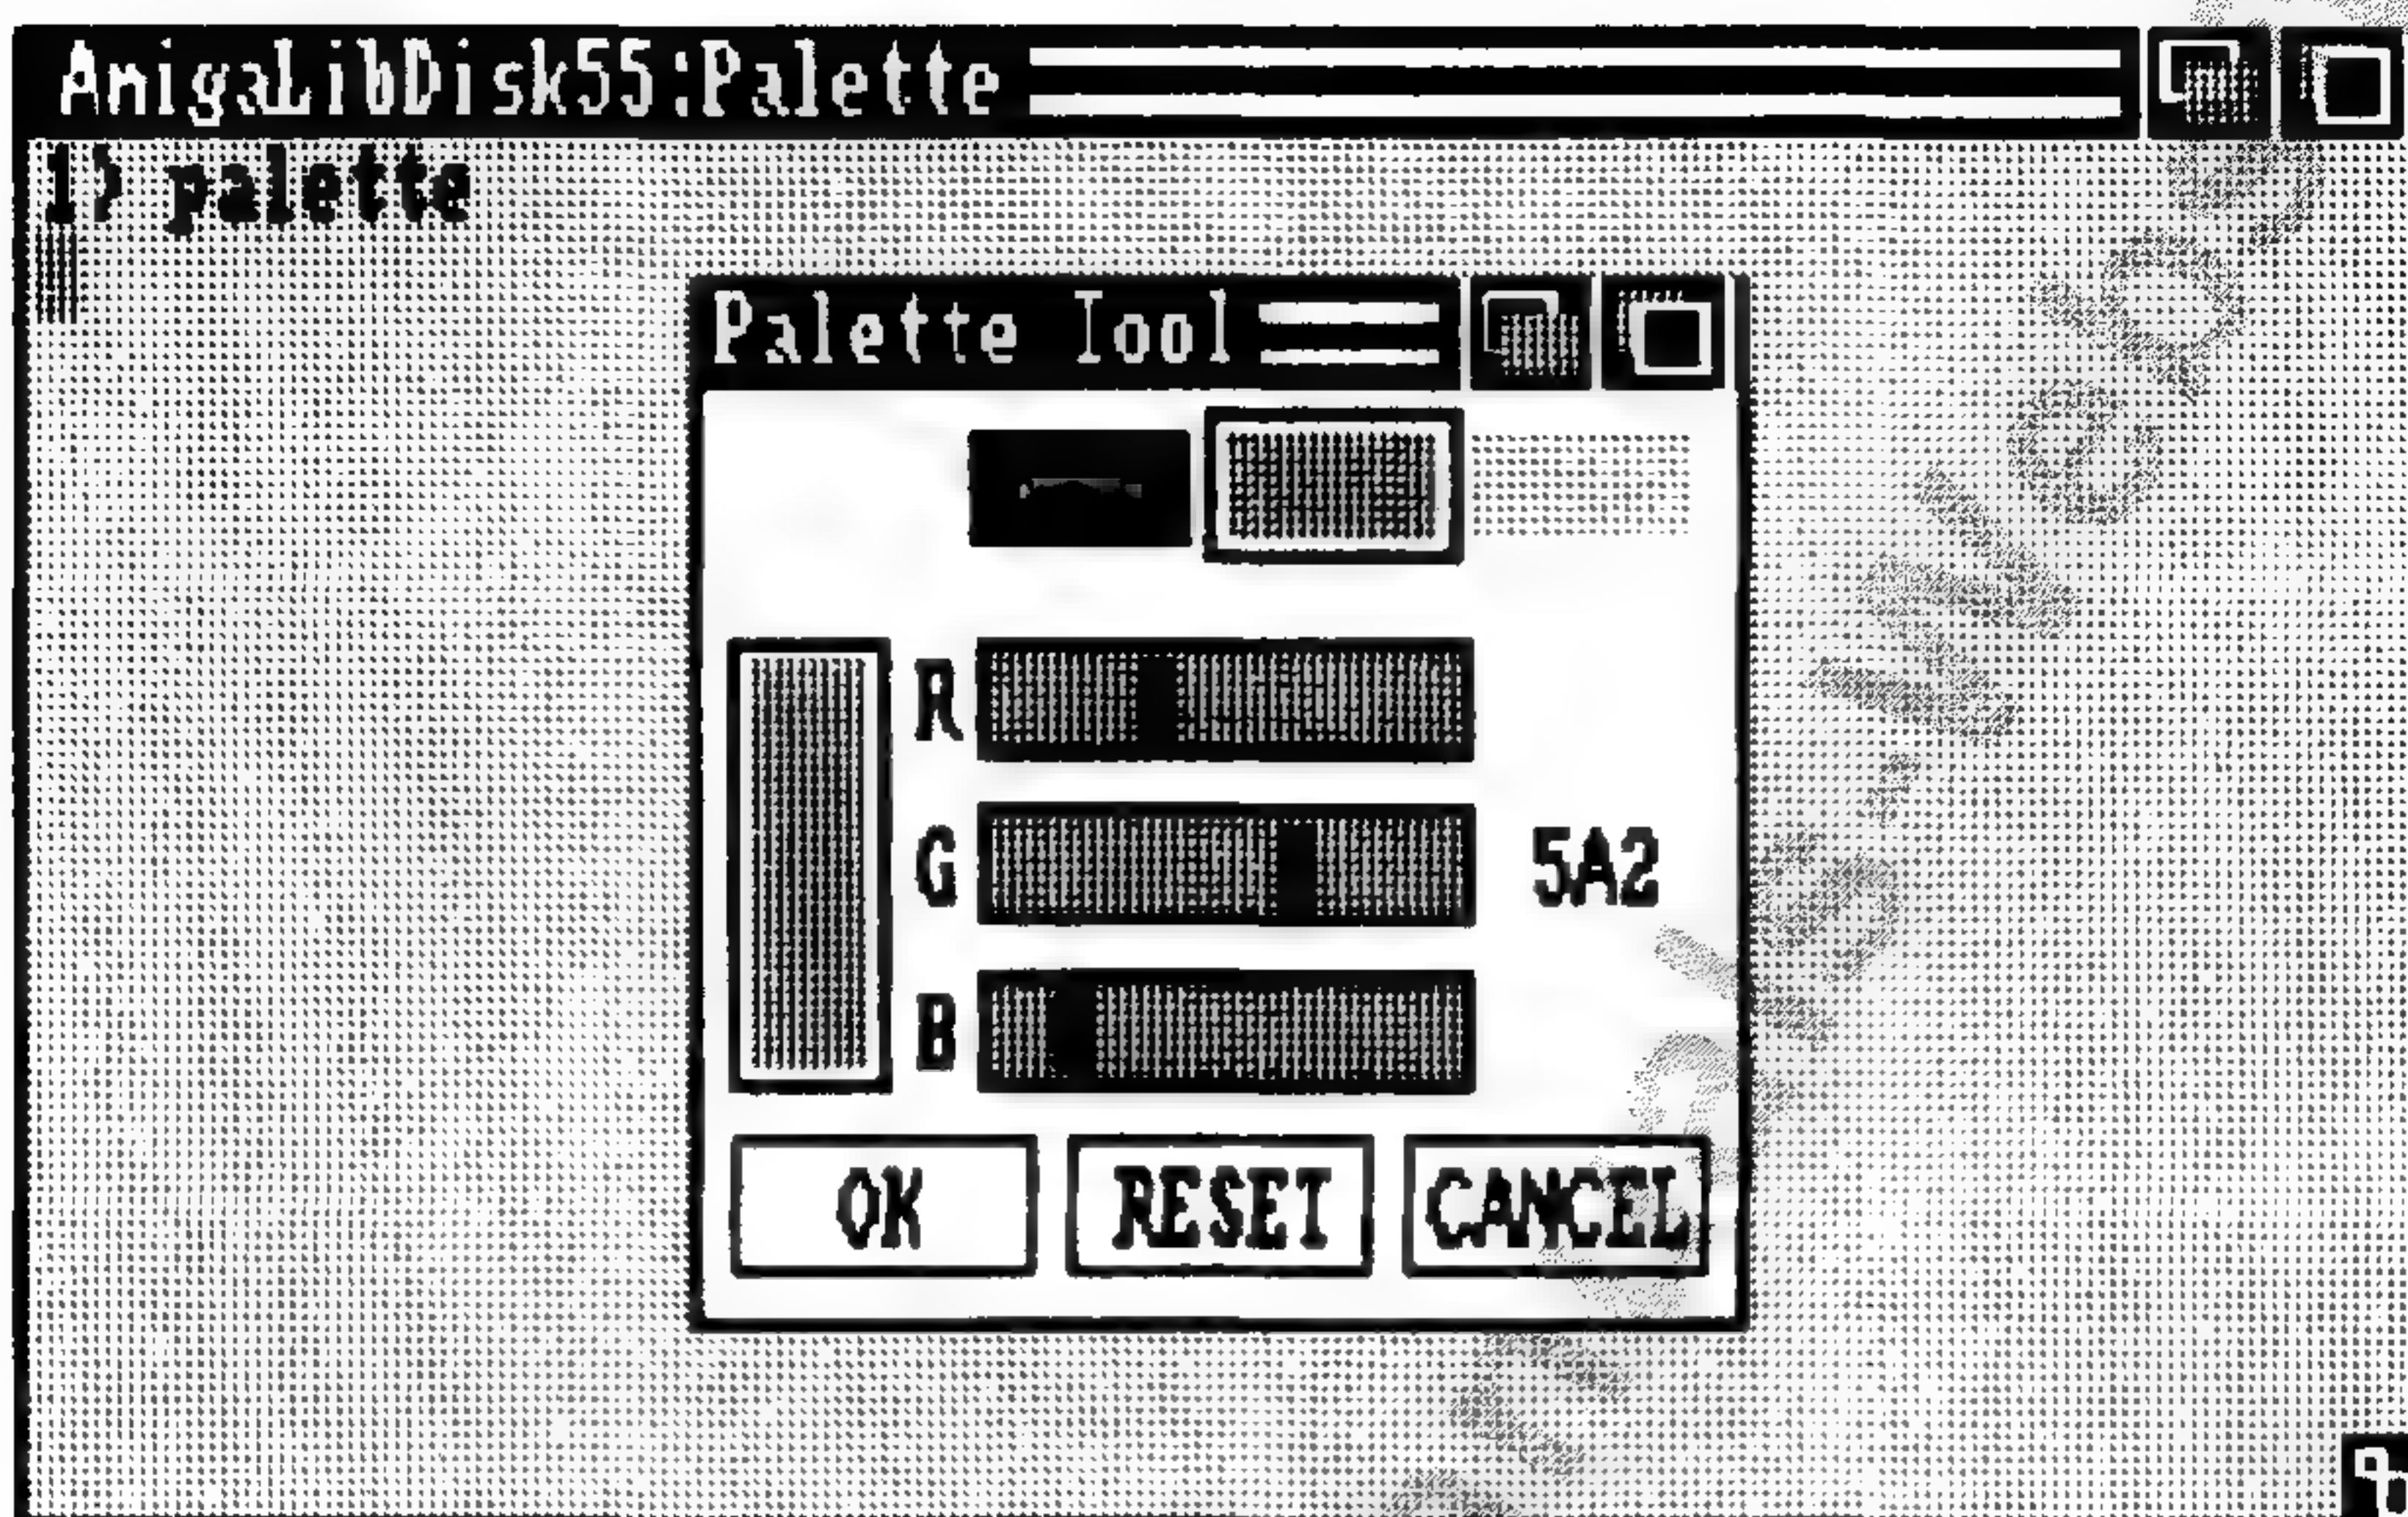 AmigaLibDisk55:Palette
1> palette
Palette Tool
R
G 5A2
B
OK RESET CANCEL